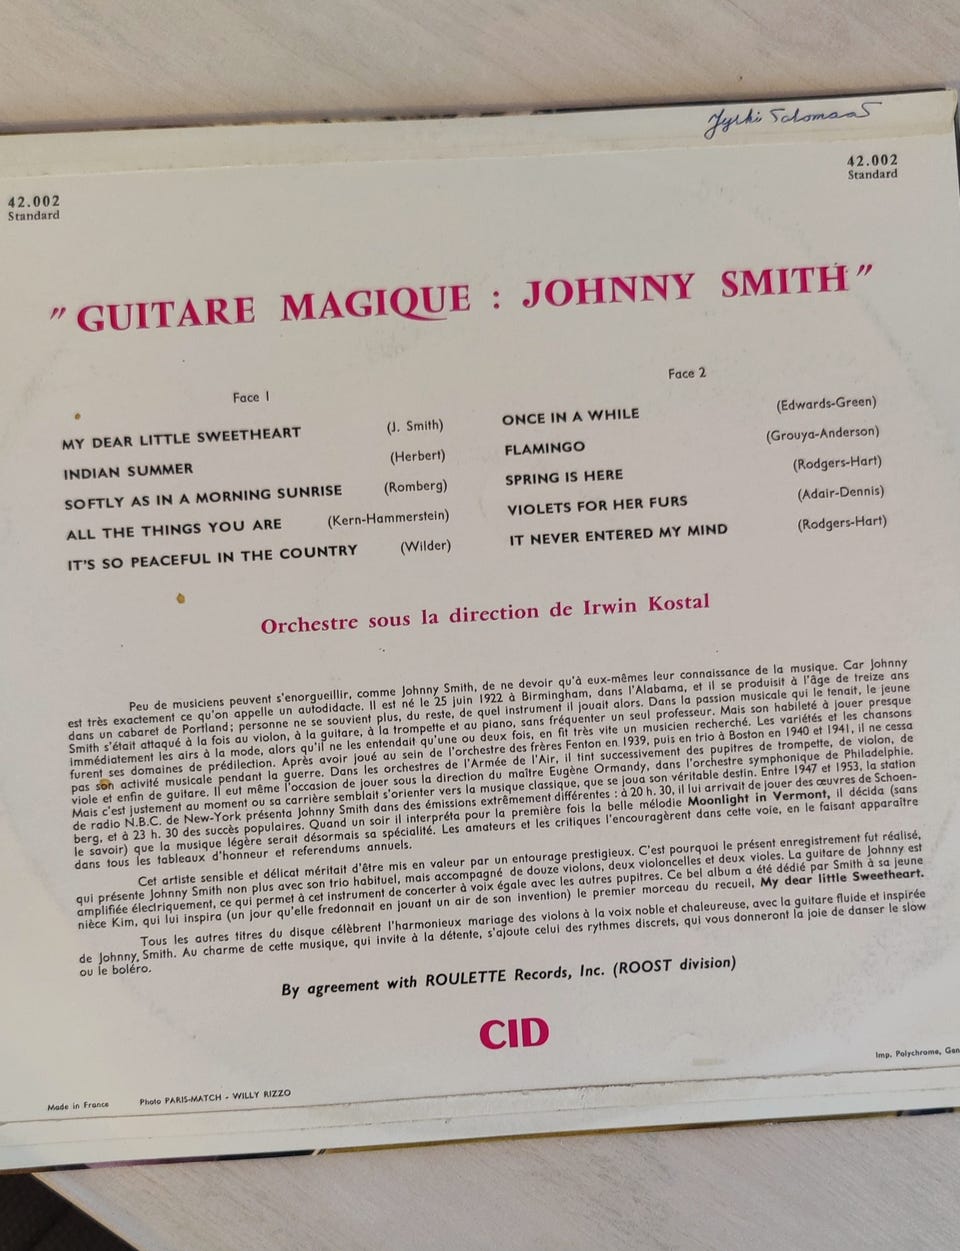 Jyrki
42.002
Standard
42.002
Standard
"GUITARE MAGIQUE : JOHNNY SMITH"
Face 1
MY DEAR LITTLE SWEETHEART (J. Smith)
INDIAN SUMMER (Herbert)
SOFTLY AS IN A MORNING SUNRISE (Romberg)
ALL THE THINGS YOU ARE (Kern-Hammerstein)
IT'S SO PEACEFUL IN THE COUNTRY (Wilder)
Face 2
ONCE IN A WHILE (Edwards-Green)
FLAMINGO (Grouya-Anderson)
SPRING IS HERE (Rodgers-Hart)
VIOLETS FOR HER FURS (Adair-Dennis)
IT NEVER ENTERED MY MIND (Rodgers-Hart)
Orchestre sous la direction de Irwin Kostal
Peu de musiciens peuvent s'enorgueillir, comme Johnny Smith, de ne devoir qu'à eux-mêmes leur connaissance de la musique. Car Johnny
est très exactement ce qu'on appelle un autodidacte. Il est né le 25 juin 1922 à Birmingham, dans l'Alabama, et il se produisit à l'âge de treize ans
dans un cabaret de Portland; personne ne se souvient plus, du reste, de quel instrument il jouait alors. Dans la passion musicale qui le tenait, le jeune
Smith s'était attaqué à la fois au violon, à la guitare, à la trompette et au piano, sans fréquenter un seul professeur. Mais son habileté à jouer presque
immédiatement les airs à la mode, alors qu'il ne les entendait qu'une ou deux fois, en fit très vite un musicien recherché. Les variétés et les chansons
furent ses domaines de prédilection. Après avoir joué au sein de l'orchestre des frères Fenton en 1939, puis en trio à Boston en 1940 et 1941, il ne cessa
pas son activité musicale pendant la guerre. Dans les orchestres de l'Armée de l'Air, il tint successivement des pupitres de trompette, de violon, de
viole et enfin de guitare. Il eut même l'occasion de jouer sous la direction du maître Eugène Ormandy, dans l'orchestre symphonique de Philadelphie.
Mais c'est justement au moment ou sa carrière semblait s'orienter vers la musique classique, que se joua son véritable destin. Entre 1947 et 1953, la station
de radio N.B.C. de New-York présenta Johnny Smith dans des émissions extrêmement différentes : à 20 h. 30, il lui arrivait de jouer des œuvres de Schoen-
berg, et à 23 h. 30 des succès populaires. Quand un soir il interpréta pour la première fois la belle mélodie Moonlight in Vermont, il décida (sans
le savoir) que la musique légère serait désormais sa spécialité. Les amateurs et les critiques l'encouragèrent dans cette voie, en le faisant apparaître
dans tous les tableaux d'honneur et referendums annuels.
Cet artiste sensible et délicat méritait d'être mis en valeur par un entourage prestigieux. C'est pourquoi le présent enregistrement fut réalisé,
qui présente Johnny Smith non plus avec son trio habituel, mais accompagné de douze violons, deux violoncelles et deux violes. La guitare de Johnny est
amplifiée électriquement, ce qui permet à cet instrument de concerter à voix égale avec les autres pupitres. Ce bel album a été dédié par Smith à sa jeune
nièce Kim, qui lui inspira (un jour qu'elle fredonnait en jouant un air de son invention) le premier morceau du recueil, My dear little Sweetheart.
Tous les autres titres du disque célèbrent l'harmonieux mariage des violons à la voix noble et chaleureuse, avec la guitare fluide et inspirée
de Johnny Smith. Au charme de cette musique, qui invite à la détente, s'ajoute celui des rythmes discrets, qui vous donneront la joie de danser le slow
ou le boléro.
By agreement with ROULETTE Records, Inc. (ROOST division)
CID
Imp. Polychrome,
Made in France Photo PARIS-MATCH - WILLY RIZZO